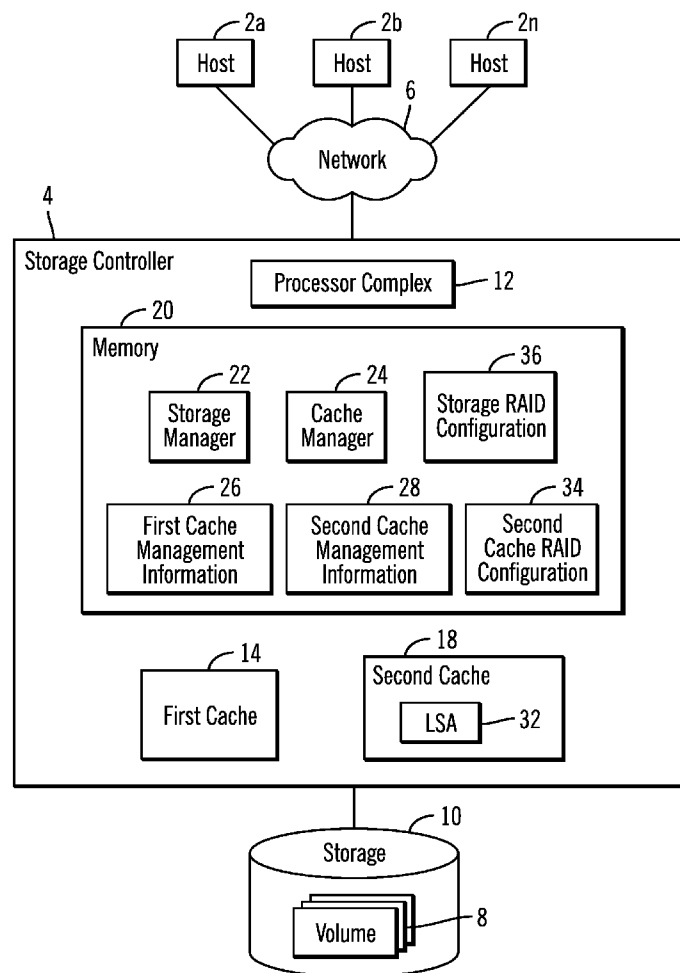 2a
2b
2n
Host
Host
Host
6
Network
4
Storage Controller
Processor Complex
12
20
Memory
22
24
36
Storage
Manager
Cache
Manager
Storage RAID
Configuration
26
28
34
First Cache
Management
Information
Second Cache
Management
Information
Second
Cache RAID
Configuration
14
18
First Cache
Second Cache
LSA
32
10
Storage
Volume
8